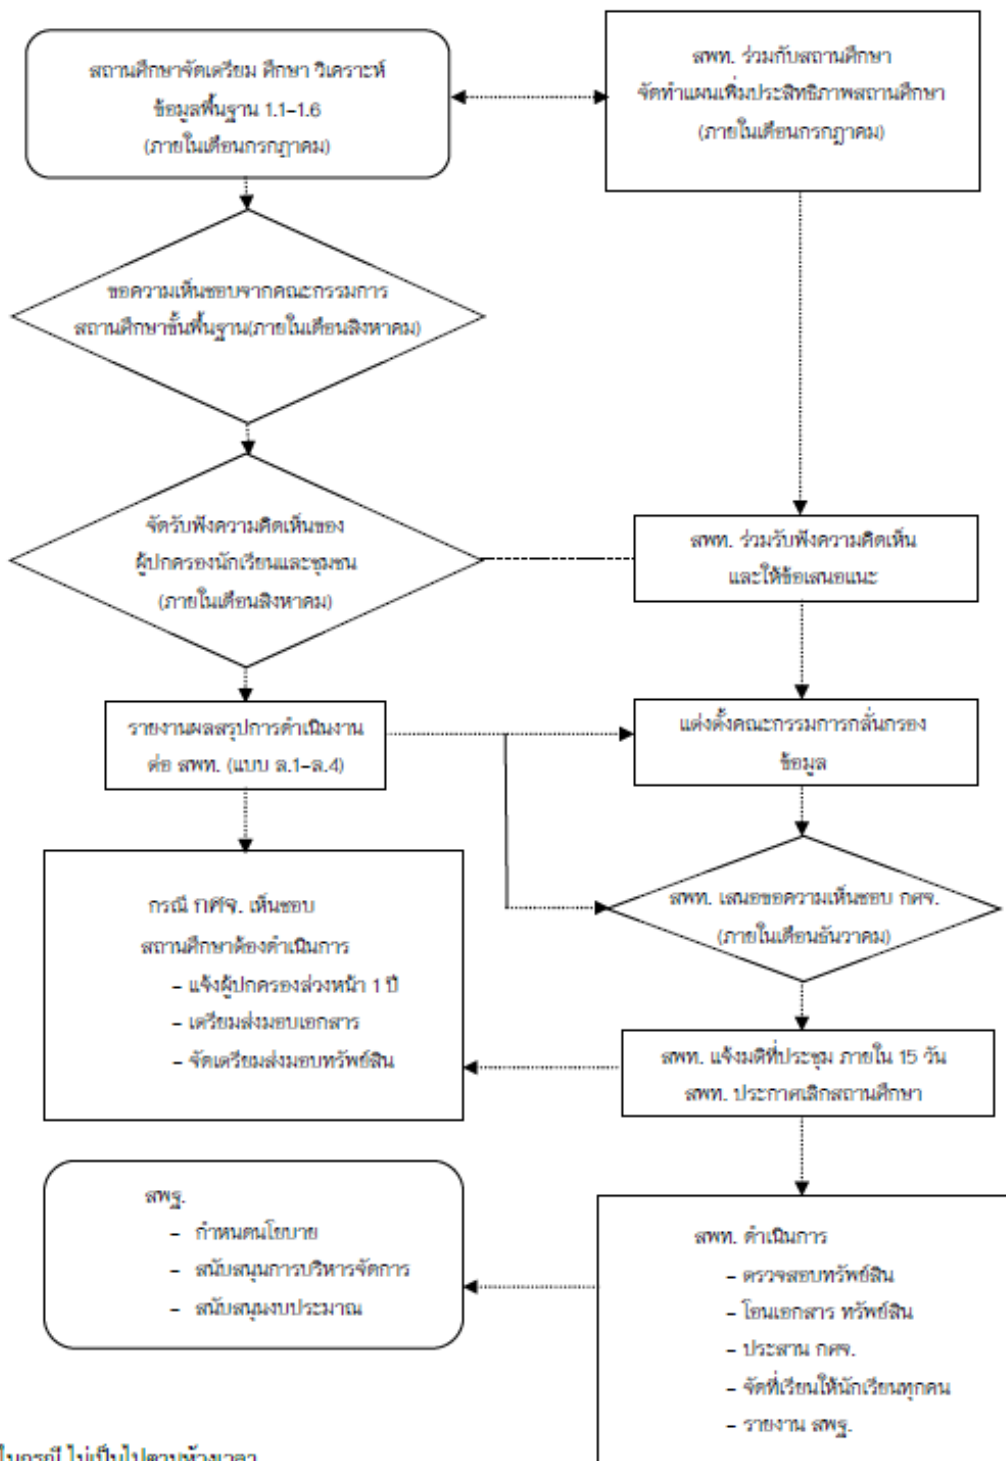 สถานศึกษาจัดเตรียม ศึกษา วิเคราะห์
ข้อมูลพื้นฐาน 1.1-1.6
(ภายในเดือนกรกฎาคม)
สพท. ร่วมกับสถานศึกษา
จัดทำแผนเพิ่มประสิทธิภาพสถานศึกษา
(ภายในเดือนกรกฎาคม)
ขอความเห็นชอบจากคณะกรรมการ
สถานศึกษาขั้นพื้นฐาน(ภายในเดือนสิงหาคม)
จัดรับฟังความคิดเห็นของ
ผู้ปกครองนักเรียนและชุมชน
(ภายในเดือนสิงหาคม)
สพท. ร่วมรับฟังความคิดเห็น
และให้ข้อเสนอแนะ
รายงานผลสรุปการดำเนินงาน
ต่อ สพท. (แบบ ล.1-ล.4)
แต่งตั้งคณะกรรมการกลั่นกรอง
ข้อมูล
สพท. เสนอขอความเห็นชอบ กศจ.
(ภายในเดือนธันวาคม)
กรณี กศจ. เห็นชอบ
สถานศึกษาต้องดำเนินการ
- แจ้งผู้ปกครองล่วงหน้า 1 ปี
- เตรียมส่งมอบเอกสาร
- จัดเตรียมส่งมอบทรัพย์สิน
สพท. แจ้งมติที่ประชุม ภายใน 15 วัน
สพท. ประกาศเลิกสถานศึกษา
สพฐ.
- กำหนดนโยบาย
- สนับสนุนการบริหารจัดการ
- สนับสนุนงบประมาณ
สพท. ดำเนินการ
- ตรวจสอบทรัพย์สิน
- โอนเอกสาร ทรัพย์สิน
- ประสาน กศจ.
- จัดที่เรียนให้นักเรียนทุกคน
- รายงาน สพฐ.
ในกรณี ไม่เป็นไปตามห้วงเวลา